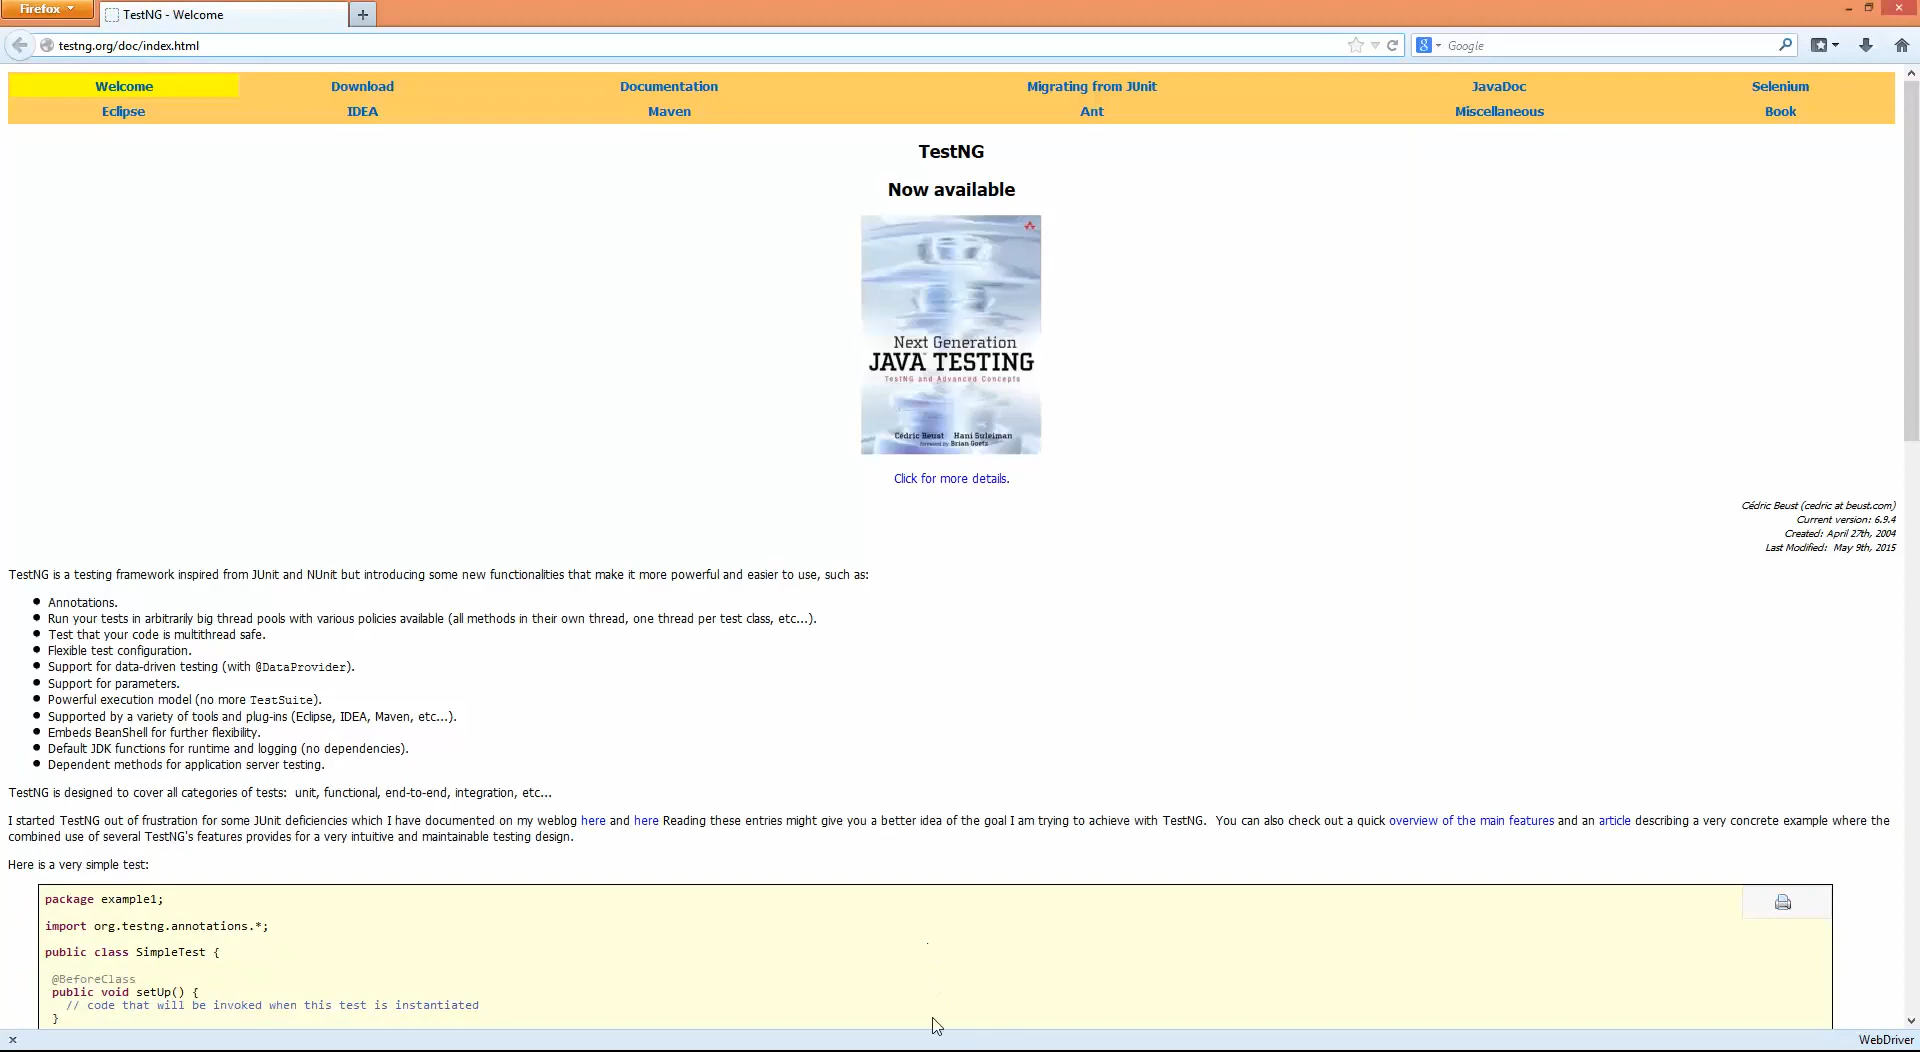 Firefox
TestNG - Welcome
testng.org/doc/index.html
Google
Welcome Download Documentation Migrating from JUnit JavaDoc Selenium
Eclipse IDEA Maven Ant Miscellaneous Book
TestNG
Now available
Next Generation
JAVA TESTING
TestNG and Advanced Concepts
Cédric Beust Hani Suleiman
foreword by Brian Goetz
Click for more details.
Cédric Beust (cedric at beust.com)
Current version: 6.9.4
Created: April 27th, 2004
Last Modified: May 9th, 2015
TestNG is a testing framework inspired from JUnit and NUnit but introducing some new functionalities that make it more powerful and easier to use, such as:
Annotations.
Run your tests in arbitrarily big thread pools with various policies available (all methods in their own thread, one thread per test class, etc...).
Test that your code is multithread safe.
Flexible test configuration.
Support for data-driven testing (with @DataProvider).
Support for parameters.
Powerful execution model (no more TestSuite).
Supported by a variety of tools and plug-ins (Eclipse, IDEA, Maven, etc...).
Embeds BeanShell for further flexibility.
Default JDK functions for runtime and logging (no dependencies).
Dependent methods for application server testing.
TestNG is designed to cover all categories of tests: unit, functional, end-to-end, integration, etc...
I started TestNG out of frustration for some JUnit deficiencies which I have documented on my weblog here and here Reading these entries might give you a better idea of the goal I am trying to achieve with TestNG. You can also check out a quick overview of the main features and an article describing a very concrete example where the
combined use of several TestNG's features provides for a very intuitive and maintainable testing design.
Here is a very simple test:
package example1;
import org.testng.annotations.*;
public class SimpleTest {
@BeforeClass
public void setUp() {
// code that will be invoked when this test is instantiated
}
WebDriver